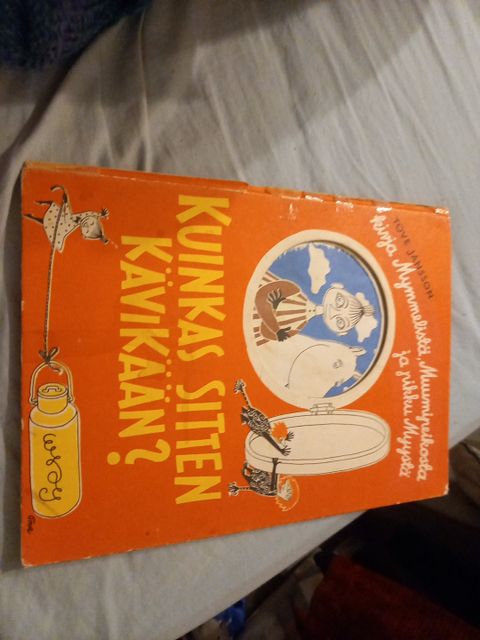 TOVE JANSSON
kirja Mymmelistä, Muumipeikosta
ja pikku Myystä
KUINKAS SITTEN
KÄVIKÄÄN?